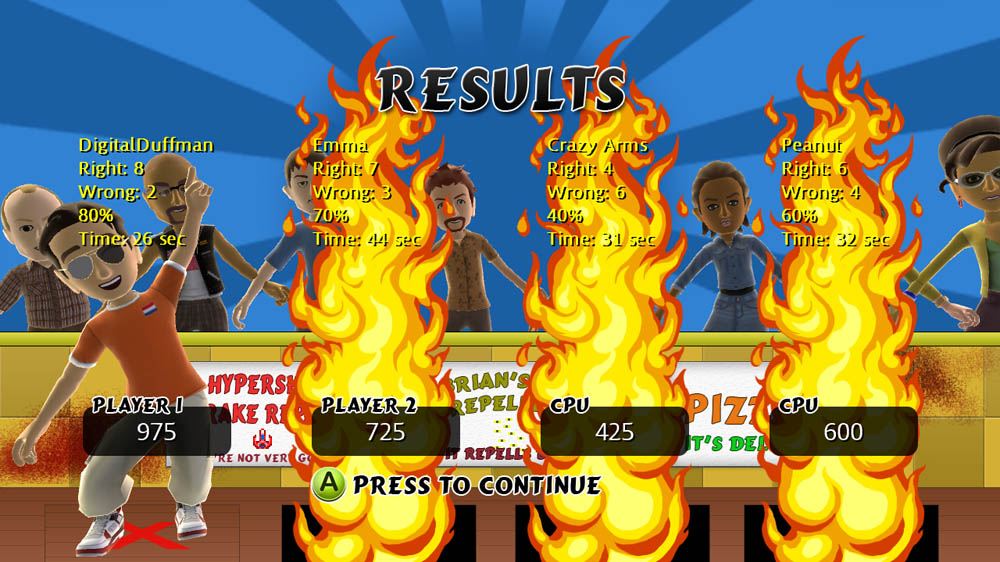 RESULTS
DigitalDuffman
Right: 8
Wrong: 2
80%
Time: 26 sec
Emma
Right: 7
Wrong: 3
70%
Time: 44 sec
Crazy Arms
Right: 4
Wrong: 6
40%
Time: 31 sec
Peanut
Right: 6
Wrong: 4
60%
Time: 32 sec
BRIAN'S
REPELL
PLAYER 1
975
PLAYER 2
725
CPU
425
CPU
600
A PRESS TO CONTINUE